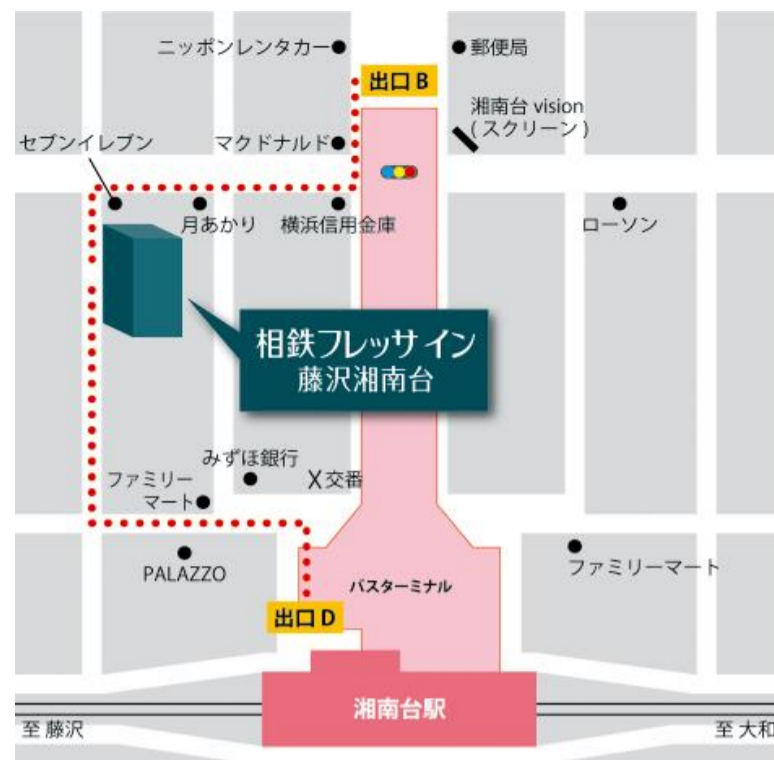 ニッポンレンタカー
郵便局
出口 B
湘南台 vision
(スクリーン)
セブンイレブン
マクドナルド
月あかり
横浜信用金庫
ローソン
相鉄フレッサイン
藤沢湘南台
みずほ銀行
ファミリー
マート
X交番
PALAZZO
ファミリーマート
バスターミナル
出口 D
湘南台駅
至 藤沢
至 大和